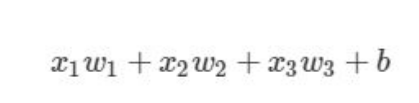 x₁w₁ + x₂w₂ + x₃w₃ + b